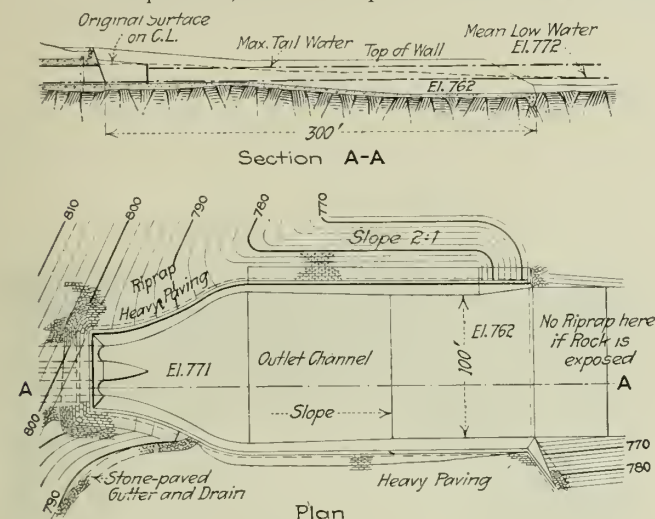 Original Surface
on C.L.
Max. Tail Water
Top of Wall
Mean Low Water
El. 772
El. 762
300'
Section A-A
810
800
790
780
770
Slope 2:1
Riprap
Heavy Paving
El. 762
No Riprap here
if Rock is
exposed
El. 771
Outlet Channel
100'
A
A
Slope
800
790
Stone-paved
Gutter and Drain
Heavy Paving
770
780
Plan